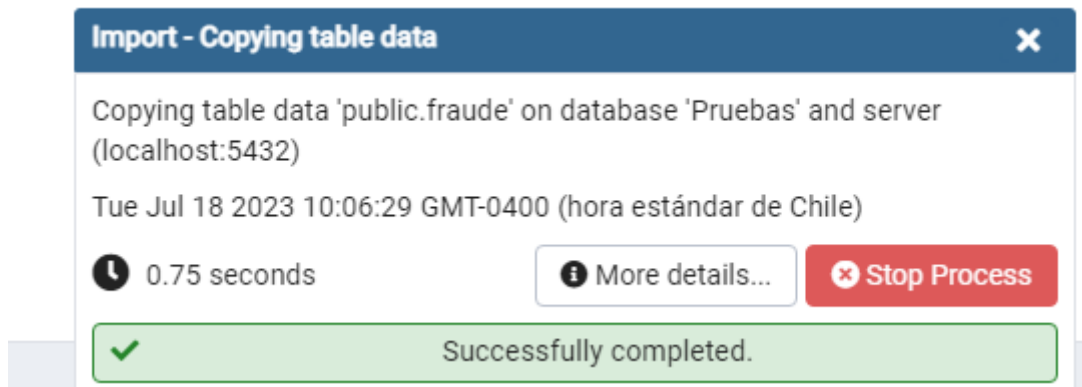 Import - Copying table data
Copying table data 'public.fraude' on database 'Pruebas' and server
(localhost:5432)
Tue Jul 18 2023 10:06:29 GMT-0400 (hora estándar de Chile)
0.75 seconds
More details...
Stop Process
Successfully completed.